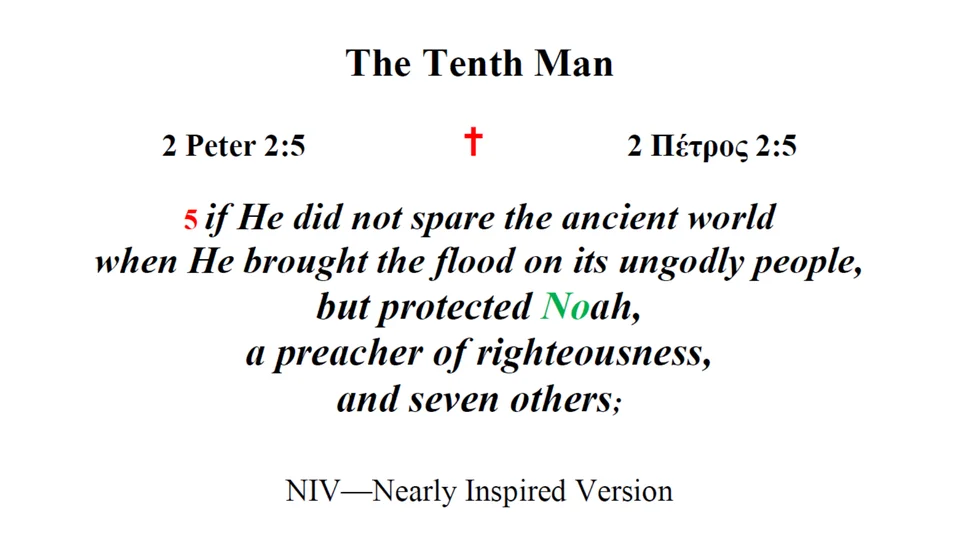 The Tenth Man
2 Peter 2:5 ✝ 2 Πέτρος 2:5
5 if He did not spare the ancient world
when He brought the flood on its ungodly people,
but protected Noah,
a preacher of righteousness,
and seven others;
NIV—Nearly Inspired Version